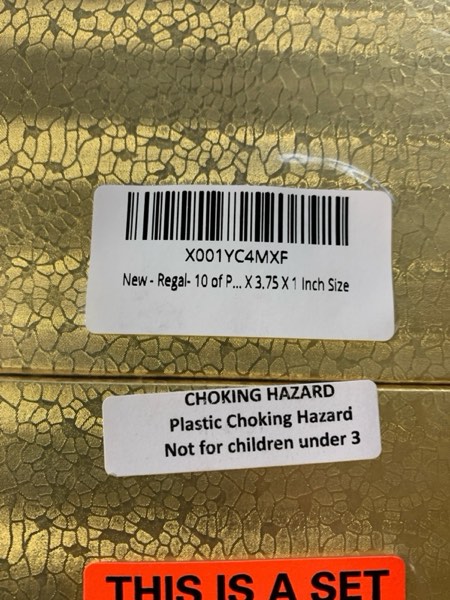 X001YC4MXF
New - Regal- 10 of P... X 3.75 X 1 Inch Size
CHOKING HAZARD
Plastic Choking Hazard
Not for children under 3
THIS IS A SET